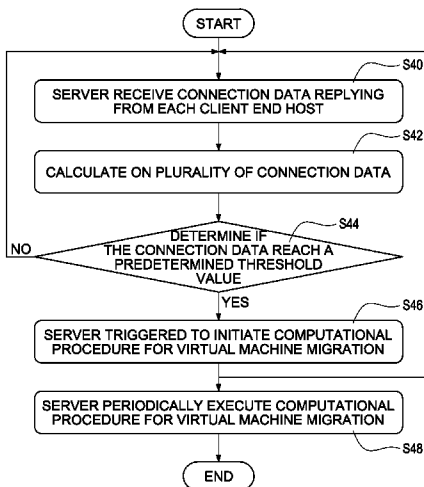 START
S40
SERVER RECEIVE CONNECTION DATA REPLYING
FROM EACH CLIENT END HOST
S42
CALCULATE ON PLURALITY OF CONNECTION DATA
S44
DETERMINE IF
THE CONNECTION DATA REACH A
PREDETERMINED THRESHOLD
VALUE
NO
YES
S46
SERVER TRIGGERED TO INITIATE COMPUTATIONAL
PROCEDURE FOR VIRTUAL MACHINE MIGRATION
SERVER PERIODICALLY EXECUTE COMPUTATIONAL
PROCEDURE FOR VIRTUAL MACHINE MIGRATION
S48
END